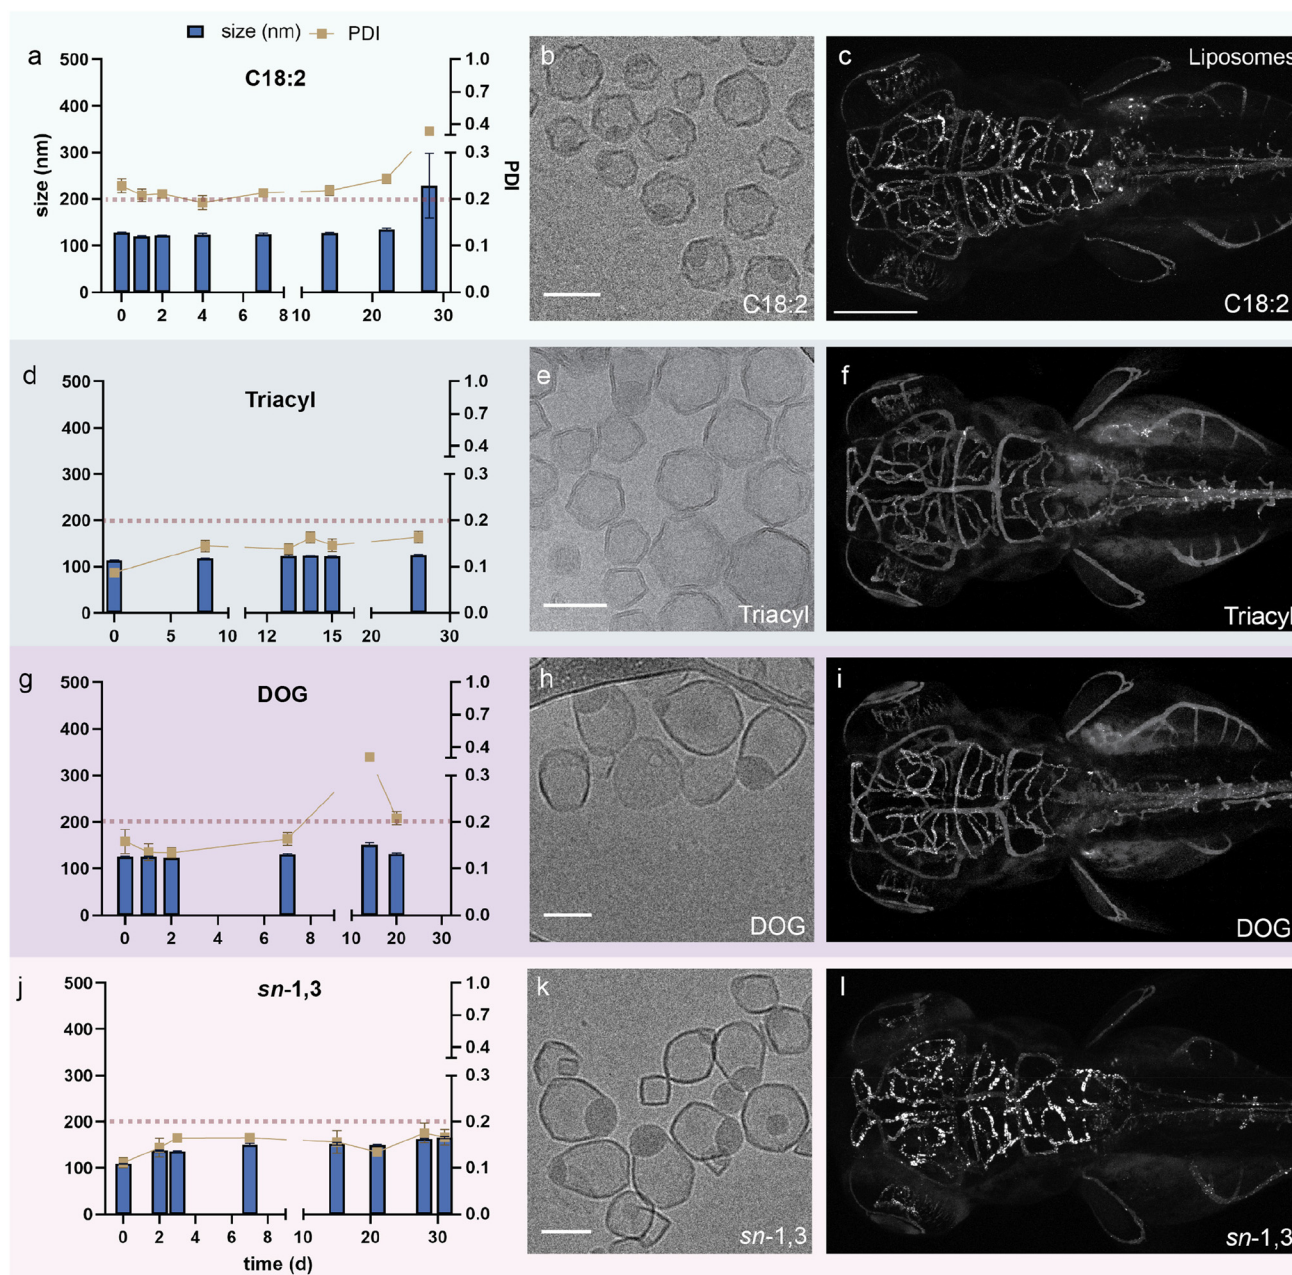 size (nm) PDI
a
C18:2
500
400
300
200
100
0
size (nm)
1.0
0.7
0.4
0.3
0.2
0.1
0.0
PDI
0 2 4 6 8 10 22 30
b
C18:2
c
Liposomes
C18:2
d
Triacyl
500
400
300
200
100
0
1.0
0.7
0.4
0.3
0.2
0.1
0.0
0 5 10 12 15 20 30
e
Triacyl
f
Triacyl
g
DOG
500
400
300
200
100
0
1.0
0.7
0.4
0.3
0.2
0.1
0.0
0 2 4 6 8 10 20 30
h
DOG
i
DOG
j
sn-1,3
500
400
300
200
100
0
1.0
0.7
0.4
0.3
0.2
0.1
0.0
0 2 4 6 8 10 20 30
time (d)
k
sn-1,3
l
sn-1,3